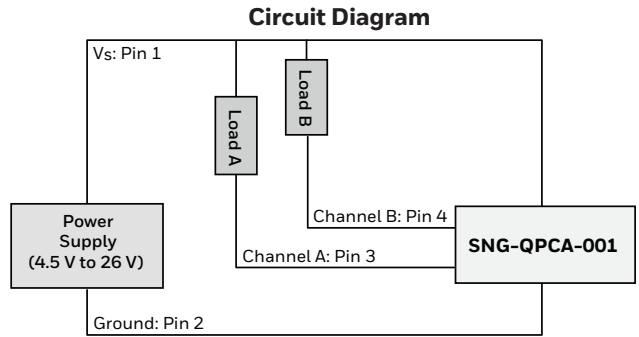 Circuit Diagram
Vs: Pin 1
Load A
Load B
Power
Supply
(4.5 V to 26 V)
Channel B: Pin 4
Channel A: Pin 3
SNG-QPCA-001
Ground: Pin 2